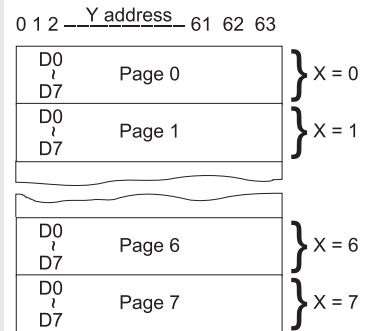 0 1 2 Y address 61 62 63
D0
~
D7
Page 0
X = 0
D0
~
D7
Page 1
X = 1
D0
~
D7
Page 6
X = 6
D0
~
D7
Page 7
X = 7